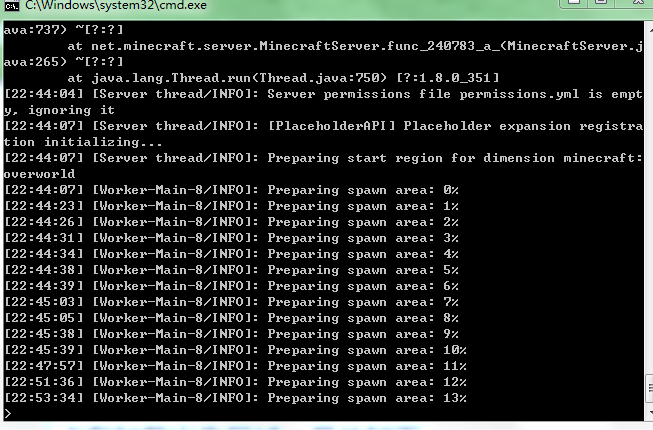 C:\Windows\system32\cmd.exe
ava:737) ~[?:?]
at net.minecraft.server.MinecraftServer.func_240783_a_(MinecraftServer.j
ava:265) ~[?:?]
at java.lang.Thread.run(Thread.java:750) [?:1.8.0_351]
[22:44:04] [Server thread/INFO]: Server permissions file permissions.yml is empt
y, ignoring it
[22:44:07] [Server thread/INFO]: [PlaceholderAPI] Placeholder expansion registra
tion initializing...
[22:44:07] [Server thread/INFO]: Preparing start region for dimension minecraft:
overworld
[22:44:07] [Worker-Main-8/INFO]: Preparing spawn area: 0%
[22:44:23] [Worker-Main-8/INFO]: Preparing spawn area: 1%
[22:44:26] [Worker-Main-8/INFO]: Preparing spawn area: 2%
[22:44:31] [Worker-Main-8/INFO]: Preparing spawn area: 3%
[22:44:34] [Worker-Main-8/INFO]: Preparing spawn area: 4%
[22:44:38] [Worker-Main-8/INFO]: Preparing spawn area: 5%
[22:44:39] [Worker-Main-8/INFO]: Preparing spawn area: 6%
[22:45:03] [Worker-Main-8/INFO]: Preparing spawn area: 7%
[22:45:05] [Worker-Main-8/INFO]: Preparing spawn area: 8%
[22:45:38] [Worker-Main-8/INFO]: Preparing spawn area: 9%
[22:45:39] [Worker-Main-8/INFO]: Preparing spawn area: 10%
[22:47:57] [Worker-Main-8/INFO]: Preparing spawn area: 11%
[22:51:36] [Worker-Main-8/INFO]: Preparing spawn area: 12%
[22:53:34] [Worker-Main-8/INFO]: Preparing spawn area: 13%
>